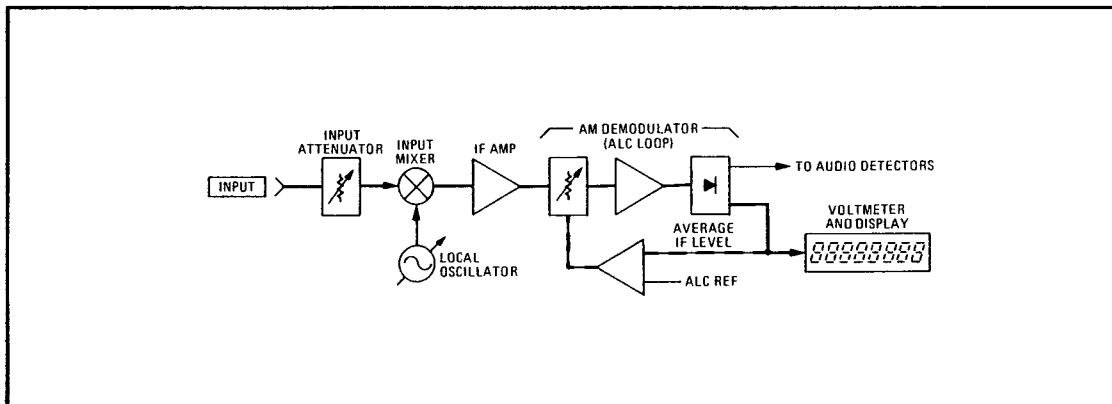 AM DEMODULATOR
(ALC LOOP)
INPUT
ATTENUATOR
INPUT
MIXER
IF AMP
INPUT
TO AUDIO DETECTORS
VOLTMETER
AND DISPLAY
AVERAGE
IF LEVEL
LOCAL
OSCILLATOR
ALC REF
88888888